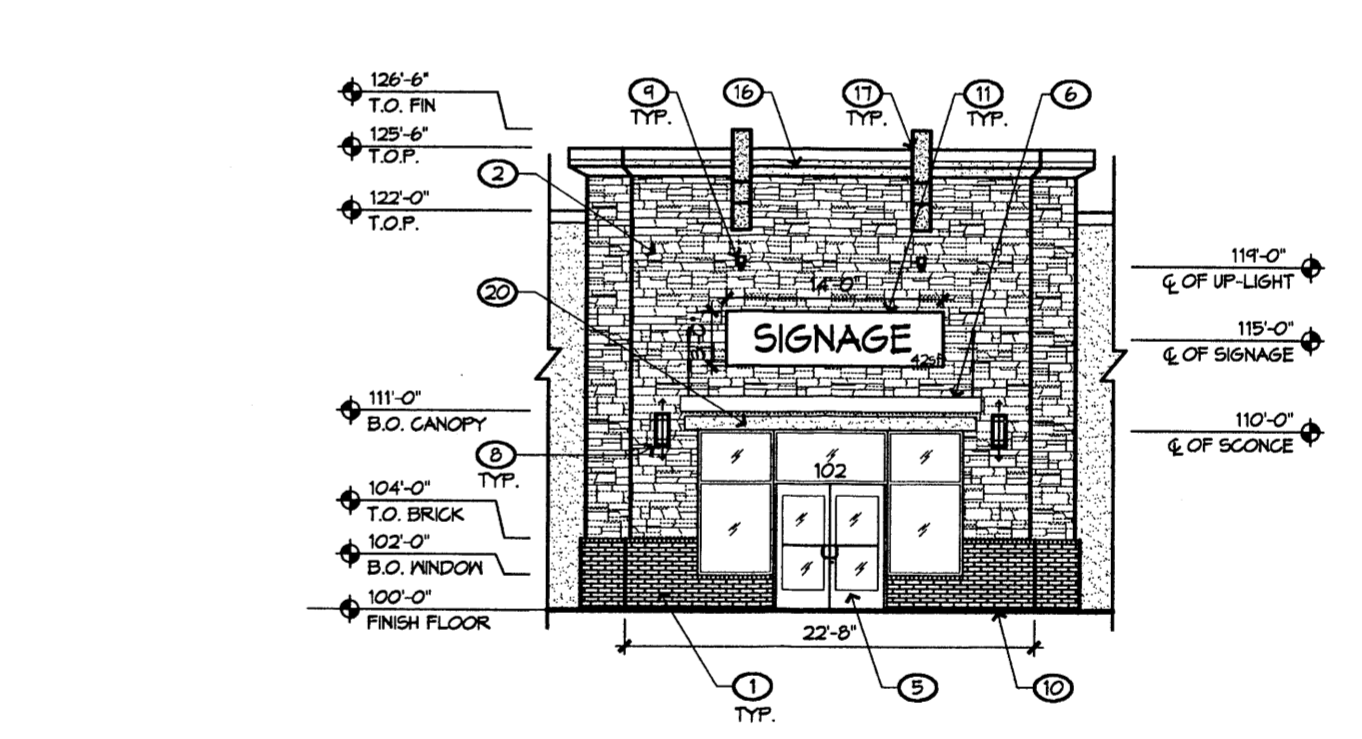 126'-6"
T.O. FIN
125'-6"
T.O.P.
122'-0"
T.O.P.
111'-0"
B.O. CANOPY
104'-0"
T.O. BRICK
102'-0"
B.O. WINDOW
100'-0"
FINISH FLOOR
9
TYP.
16
17
TYP.
11
TYP.
6
2
20
8
TYP.
14'-0"
3'-0"
SIGNAGE
42sf
102
22'-8"
1
TYP.
5
10
119'-0"
℄ OF UP-LIGHT
115'-0"
℄ OF SIGNAGE
110'-0"
℄ OF SCONCE